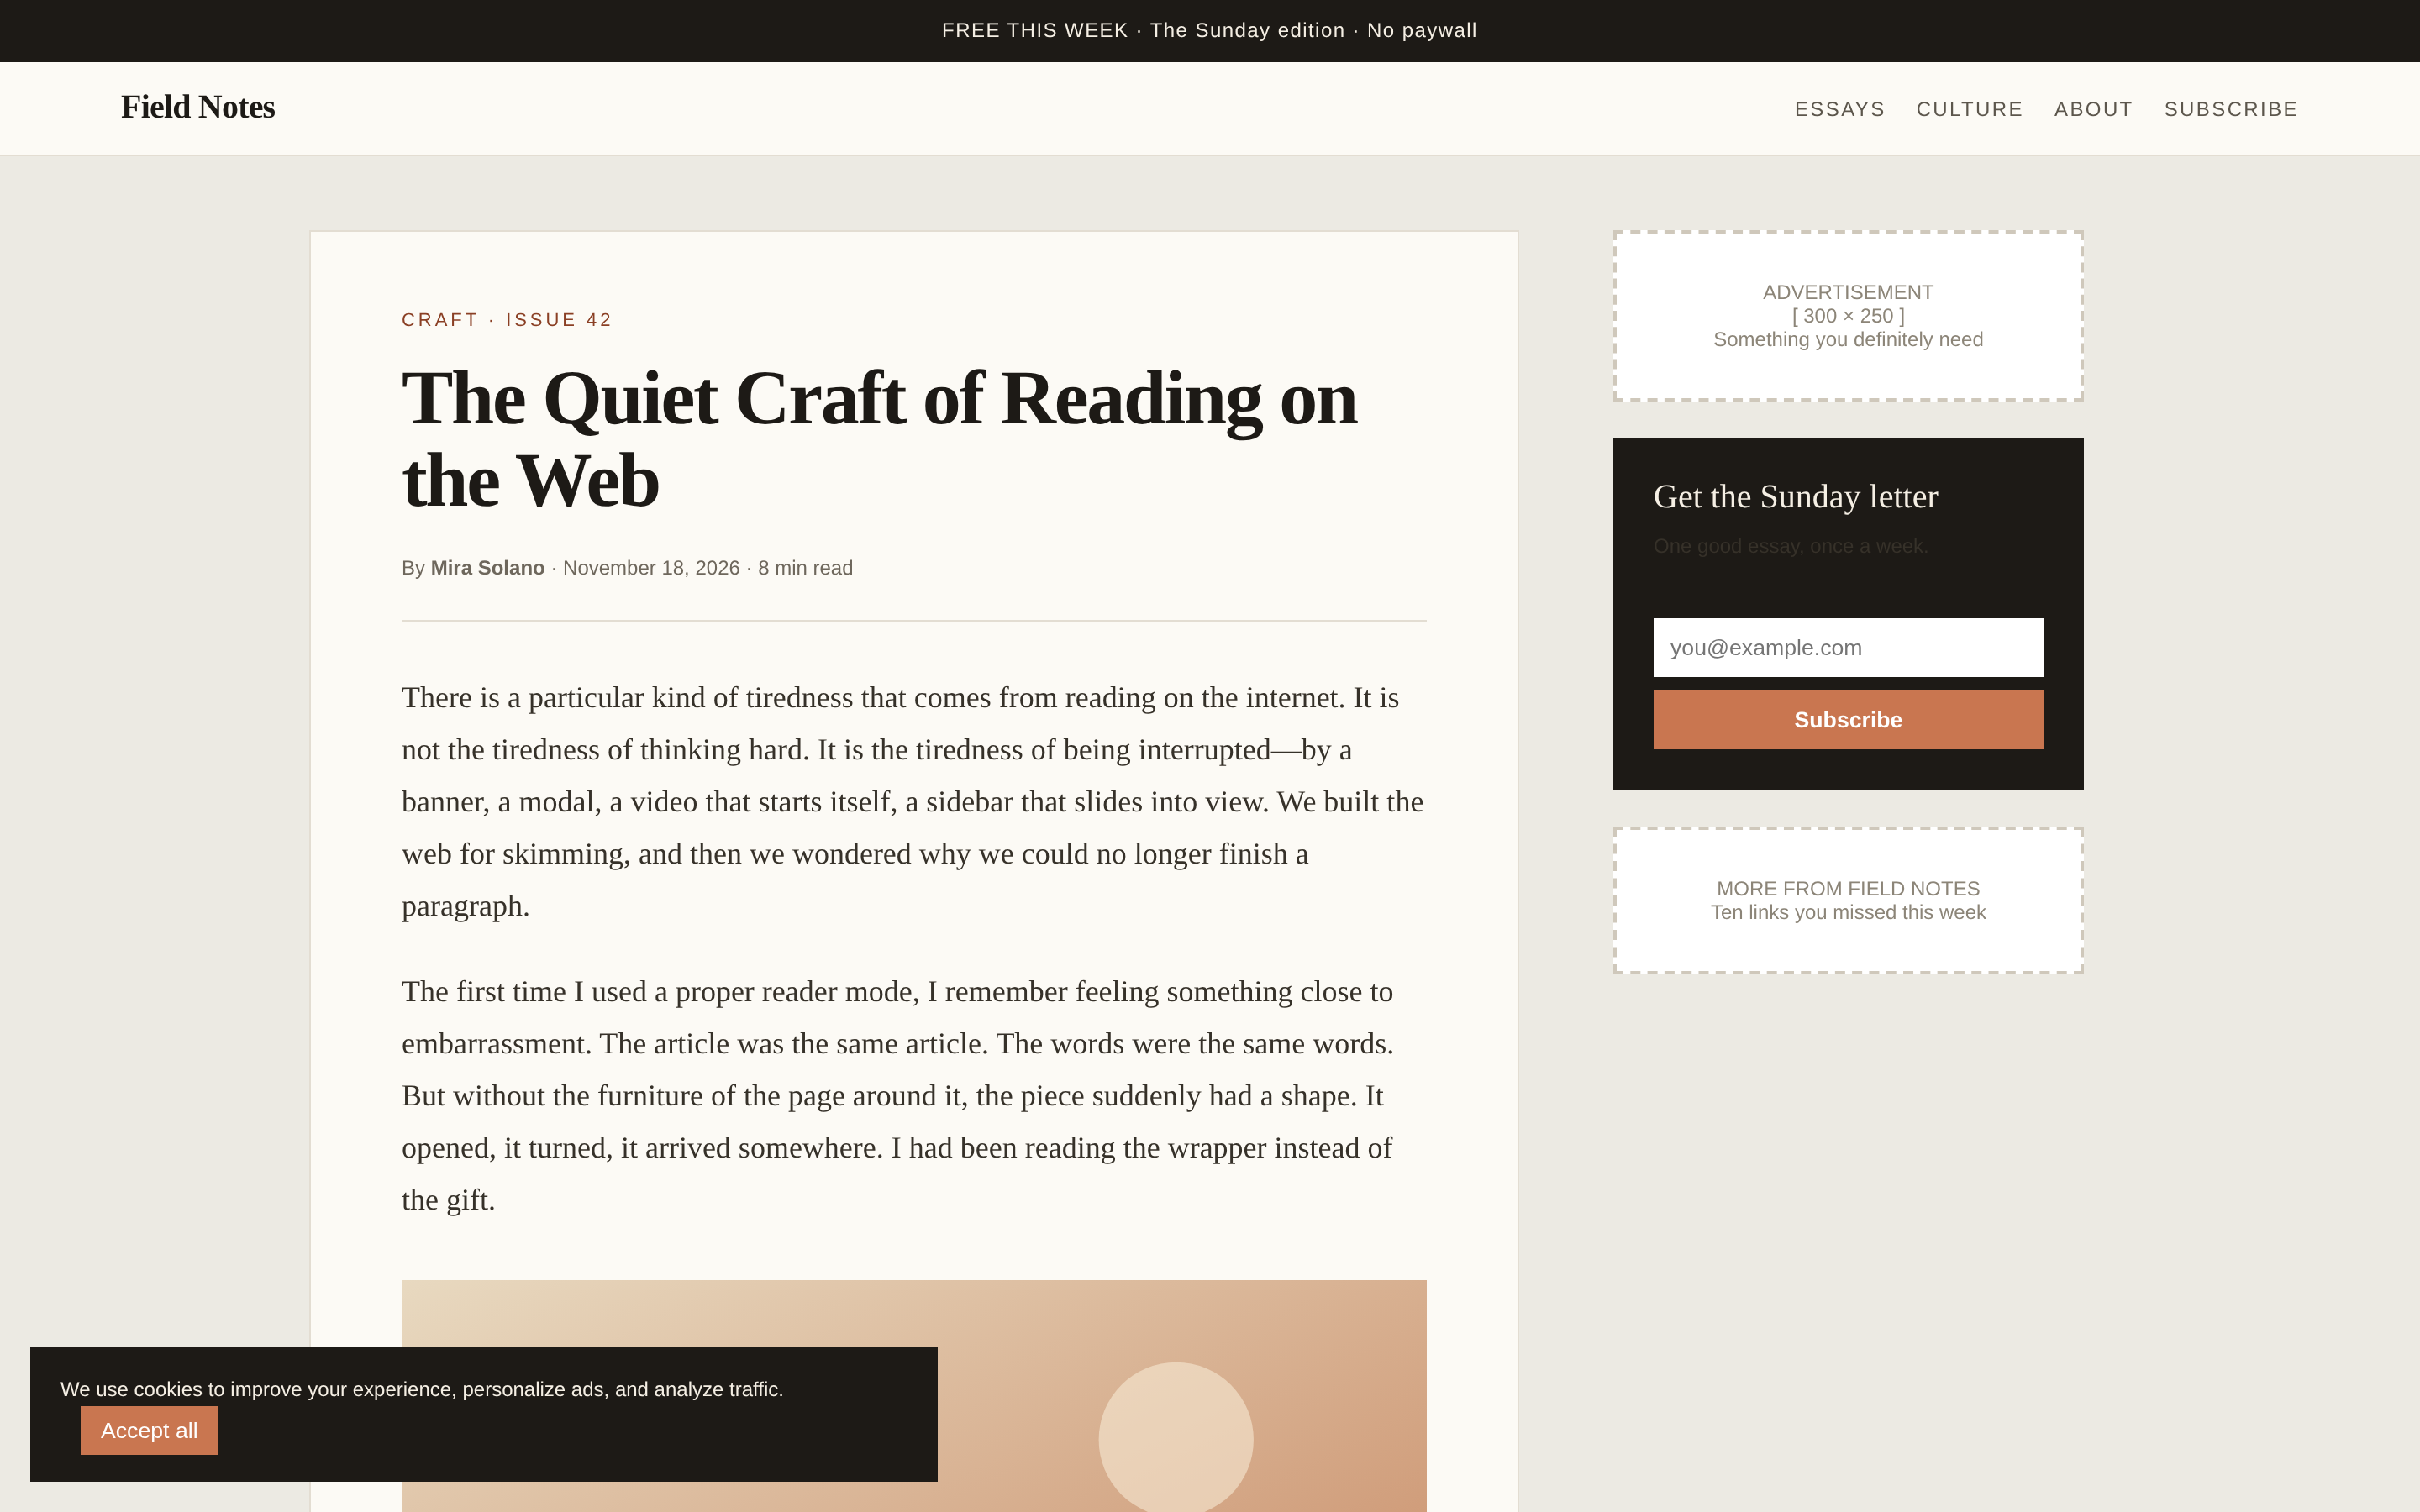 FREE THIS WEEK · The Sunday edition · No paywall
Field Notes
ESSAYS CULTURE ABOUT SUBSCRIBE
CRAFT · ISSUE 42
The Quiet Craft of Reading on
the Web
By Mira Solano · November 18, 2026 · 8 min read
There is a particular kind of tiredness that comes from reading on the internet. It is
not the tiredness of thinking hard. It is the tiredness of being interrupted—by a
banner, a modal, a video that starts itself, a sidebar that slides into view. We built the
web for skimming, and then we wondered why we could no longer finish a
paragraph.
The first time I used a proper reader mode, I remember feeling something close to
embarrassment. The article was the same article. The words were the same words.
But without the furniture of the page around it, the piece suddenly had a shape. It
opened, it turned, it arrived somewhere. I had been reading the wrapper instead of
the gift.
ADVERTISEMENT
[ 300 × 250 ]
Something you definitely need
Get the Sunday letter
One good essay, once a week.
you@example.com
Subscribe
MORE FROM FIELD NOTES
Ten links you missed this week
We use cookies to improve your experience, personalize ads, and analyze traffic.
Accept all